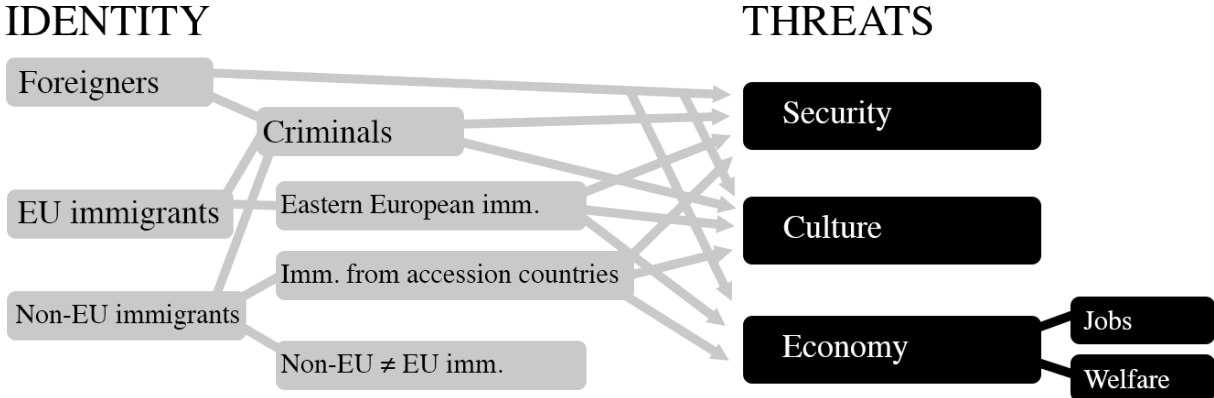 IDENTITY
THREATS
Foreigners
Criminals
EU immigrants
Eastern European imm.
Imm. from accession countries
Non-EU immigrants
Non-EU ≠ EU imm.
Security
Culture
Economy
Jobs
Welfare